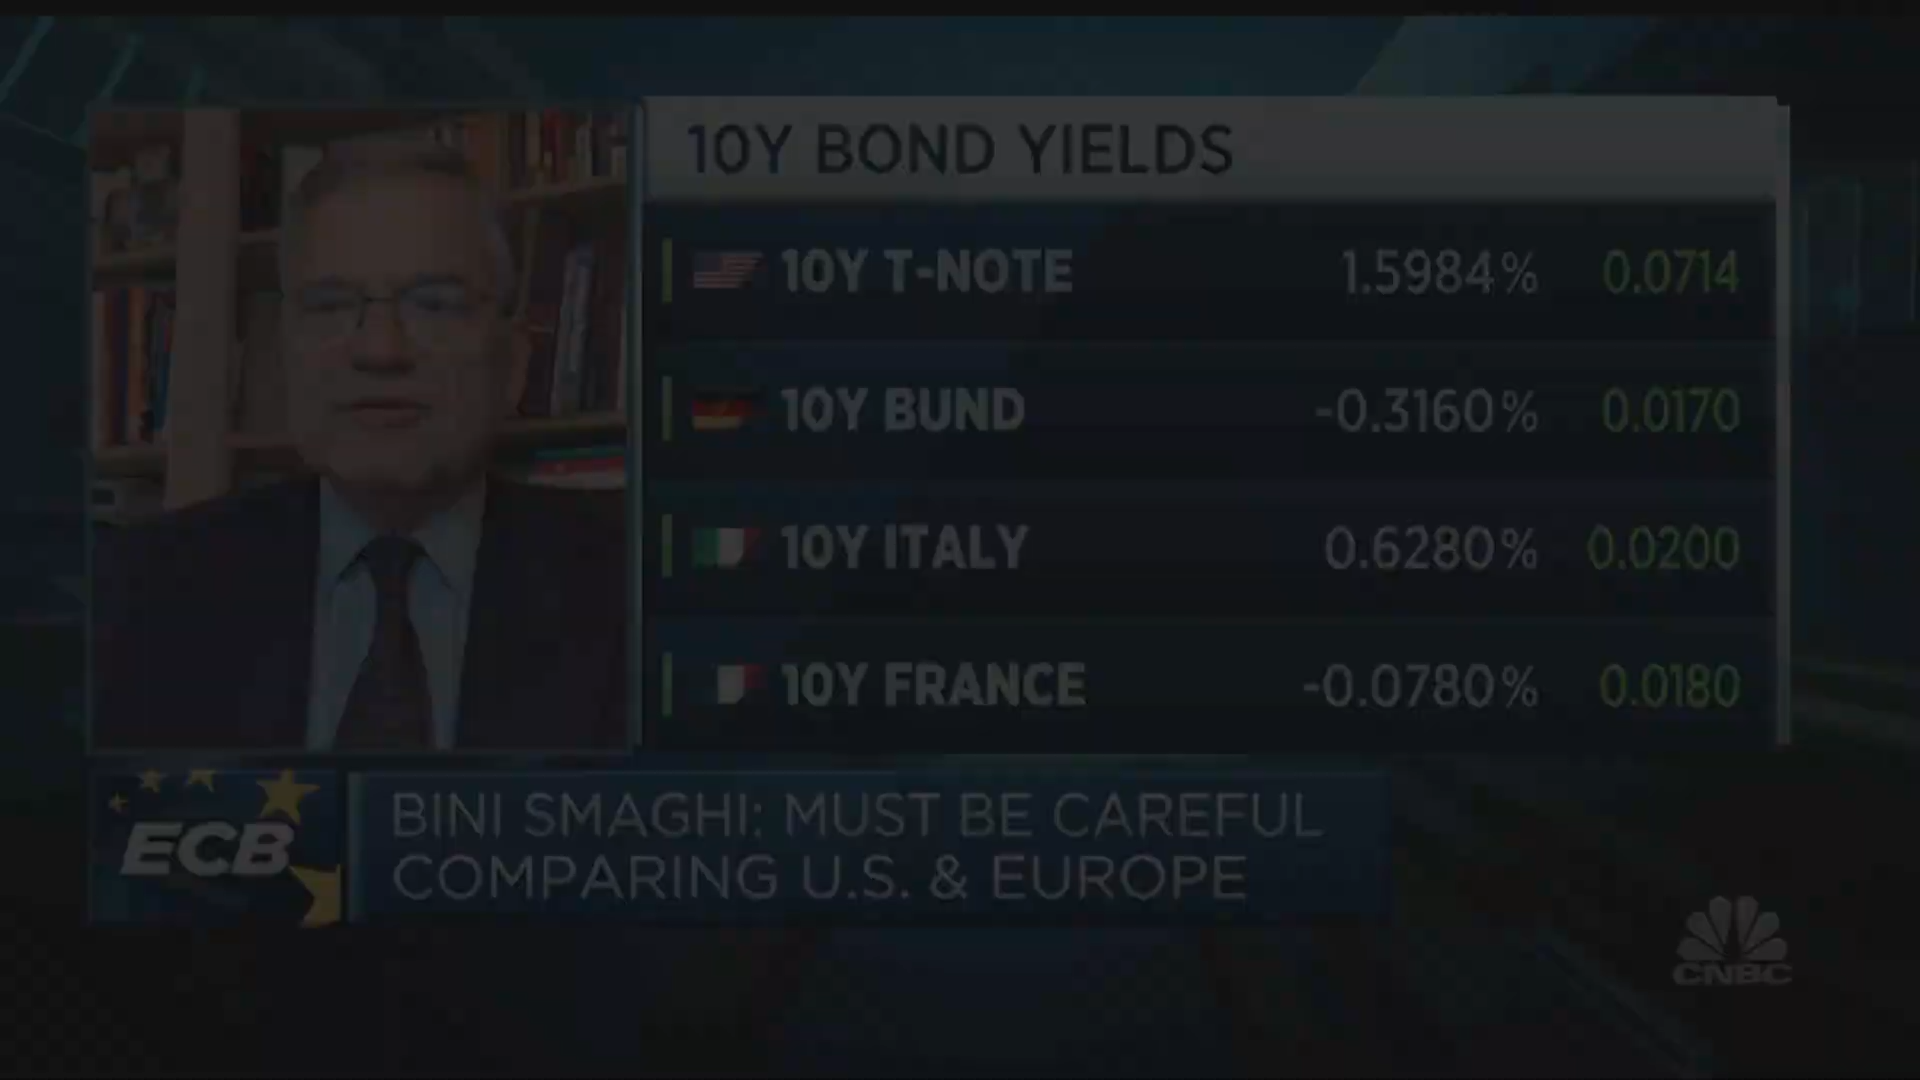 10Y BOND YIELDS
10Y T-NOTE 1.5984% 0.0714
10Y BUND -0.3160% 0.0170
10Y ITALY 0.6280% 0.0200
10Y FRANCE -0.0780% 0.0180
ECB
BINI SMAGHI: MUST BE CAREFUL
COMPARING U.S. & EUROPE
CNBC